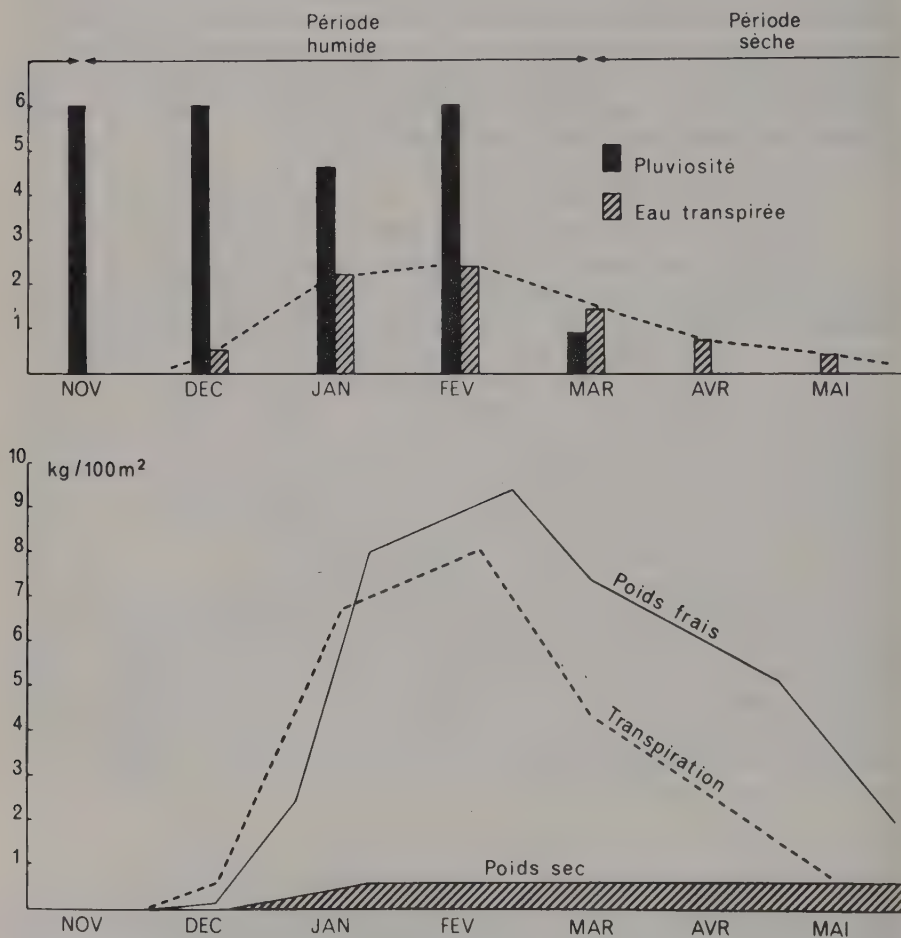 Période
humide
Période
sèche
6
5
4
3
2
1
Pluviosité
Eau transpirée
NOV DEC JAN FEV MAR AVR MAI
10
kg/100m²
9
8
7
6
5
4
3
2
1
Poids frais
Transpiration
Poids sec
NOV DEC JAN FEV MAR AVR MAI